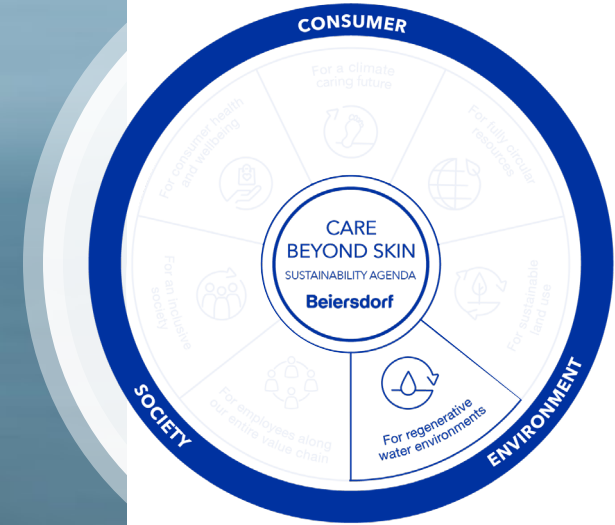 CONSUMER
For a climate
caring future
For fully circular
resources
For sustainable
land use
For regenerative
water environments
For employees along
our entire value chain
For an inclusive
society
For consumer health
and wellbeing
CARE
BEYOND SKIN
SUSTAINABILITY AGENDA
Beiersdorf
SOCIETY
ENVIRONMENT